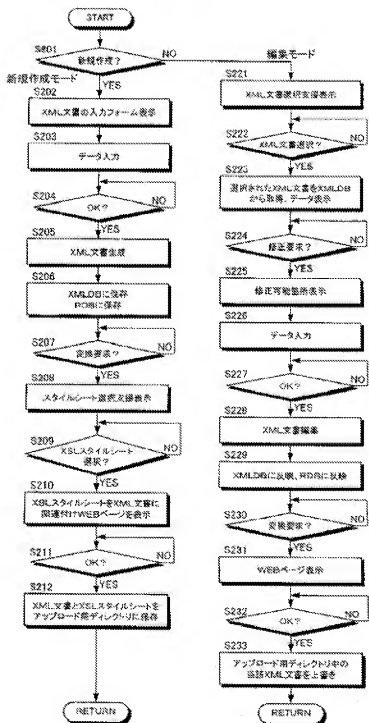 START
S201
新規作成?
NO
新規作成モード
YES
S202
XML文書の入力フォーム表示
S203
データ入力
S204
OK?
NO
YES
S205
XML文書生成
S206
XMLDBに保存
RDBに保存
S207
変換要求?
NO
YES
S208
スタイルシート選択支援表示
S209
XSLスタイルシート
選択?
NO
YES
S210
XSLスタイルシートをXML文書に
関連付けWEBページを表示
S211
OK?
NO
YES
S212
XML文書とXSLスタイルシートを
アップロード用ディレクトリに保存
RETURN
編集モード
S221
XML文書選択支援表示
S222
XML文書選択?
NO
YES
S223
選択されたXML文書をXMLDB
から取得、データ表示
S224
修正要求?
NO
YES
S225
修正可能箇所表示
S226
データ入力
S227
OK?
NO
YES
S228
XML文書編集
S229
XMLDBに反映、RDBに反映
S230
変換要求?
NO
YES
S231
WEBページ表示
S232
OK?
NO
YES
S233
アップロード用ディレクトリ中の
当該XML文書を上書き
RETURN